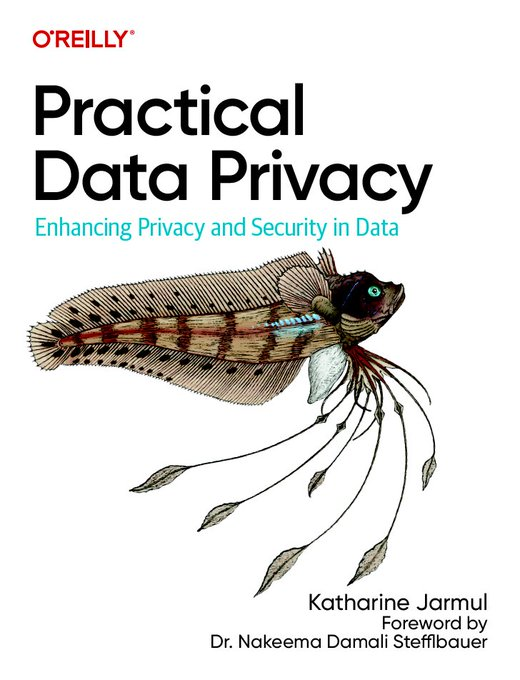 O'REILLY®
Practical
Data Privacy
Enhancing Privacy and Security in Data
Katharine Jarmul
Foreword by
Dr. Nakeema Damali Stefflbauer